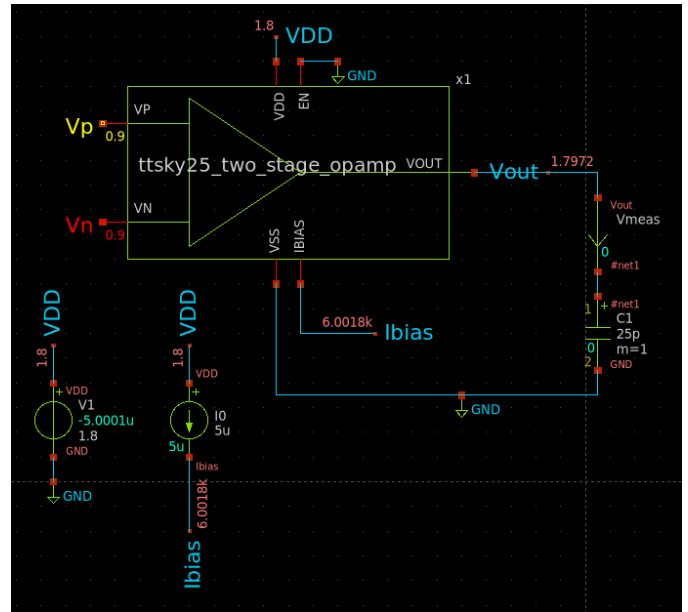 1.8
VDD
GND
x1
VDD
EN
VP
Vp
0.9
ttsky25_two_stage_opamp
VOUT
Vout
1.7972
VN
Vn
0.9
VSS
IBIAS
Vout
Vmeas
0
#net1
6.0018k
Ibias
1
+
#net1
C1
25p
0
m=1
2
GND
GND
VDD
1.8
+
VDD
V1
-5.0001u
1.8
GND
GND
VDD
1.8
+
VDD
I0
5u
5u
Ibias
6.0018k
Ibias